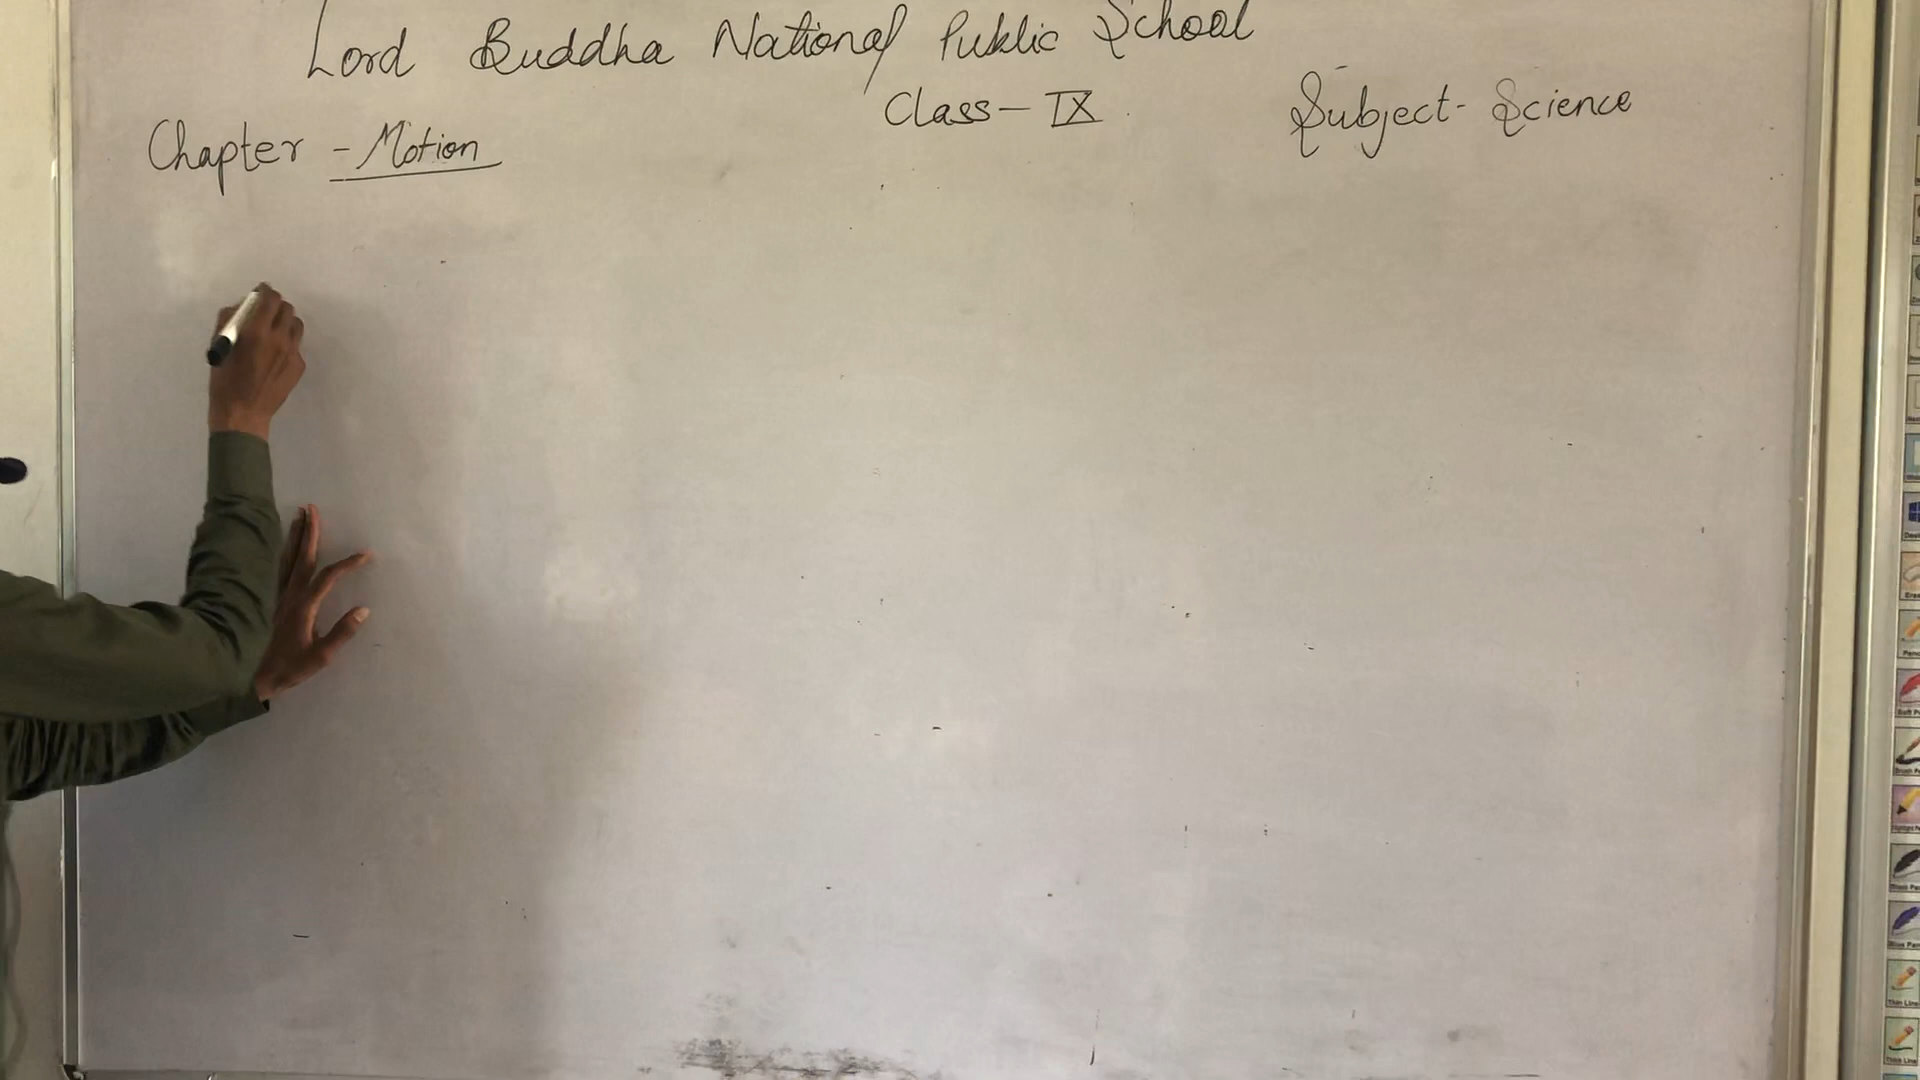 Lord Buddha National Public School
Class - IX
Subject - Science
Chapter - Motion